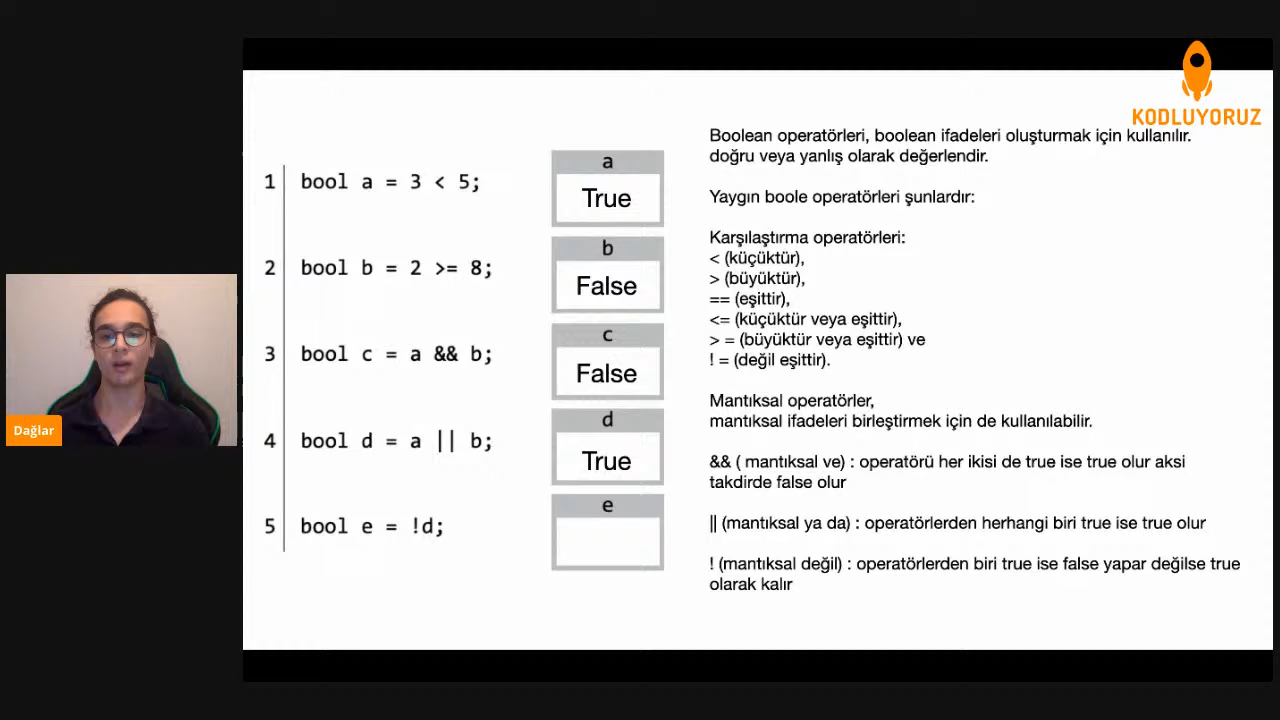 KODLUYORUZ
1 bool a = 3 < 5;
a
True
2 bool b = 2 >= 8;
b
False
3 bool c = a && b;
c
False
4 bool d = a || b;
d
True
5 bool e = !d;
e
Boolean operatörleri, boolean ifadeleri oluşturmak için kullanılır.
doğru veya yanlış olarak değerlendir.
Yaygın boole operatörleri şunlardır:
Karşılaştırma operatörleri:
< (küçüktür),
> (büyüktür),
== (eşittir),
<= (küçüktür veya eşittir),
> = (büyüktür veya eşittir) ve
! = (değil eşittir).
Mantıksal operatörler,
mantıksal ifadeleri birleştirmek için de kullanılabilir.
&& ( mantıksal ve) : operatörü her ikisi de true ise true olur aksi
takdirde false olur
|| (mantıksal ya da) : operatörlerden herhangi biri true ise true olur
! (mantıksal değil) : operatörlerden biri true ise false yapar değilse true
olarak kalır
Dağlar